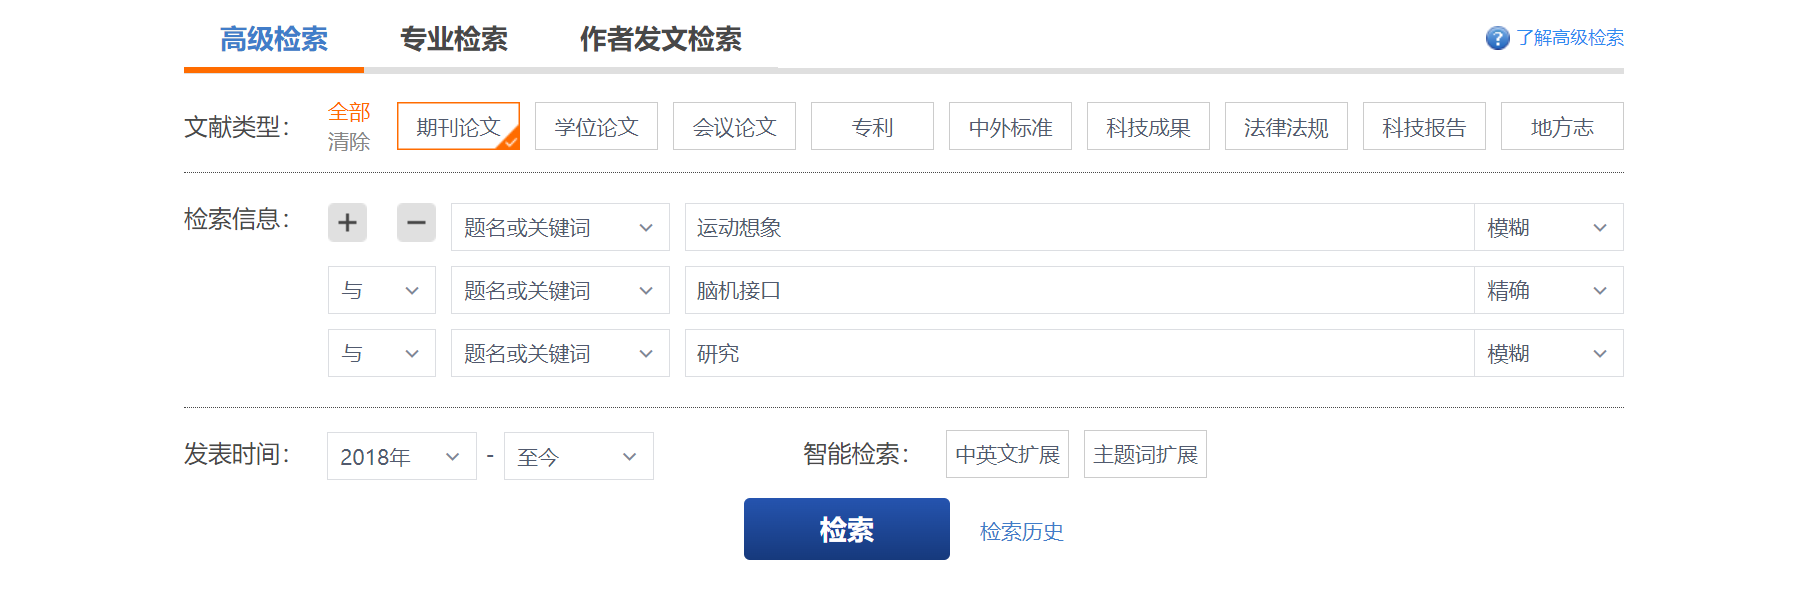 高级检索 专业检索 作者发文检索 ? 了解高级检索
文献类型： 全部 清除 期刊论文 学位论文 会议论文 专利 中外标准 科技成果 法律法规 科技报告 地方志
检索信息： + − 题名或关键词 运动想象 模糊
与 题名或关键词 脑机接口 精确
与 题名或关键词 研究 模糊
发表时间： 2018年 - 至今 智能检索： 中英文扩展 主题词扩展
检索 检索历史